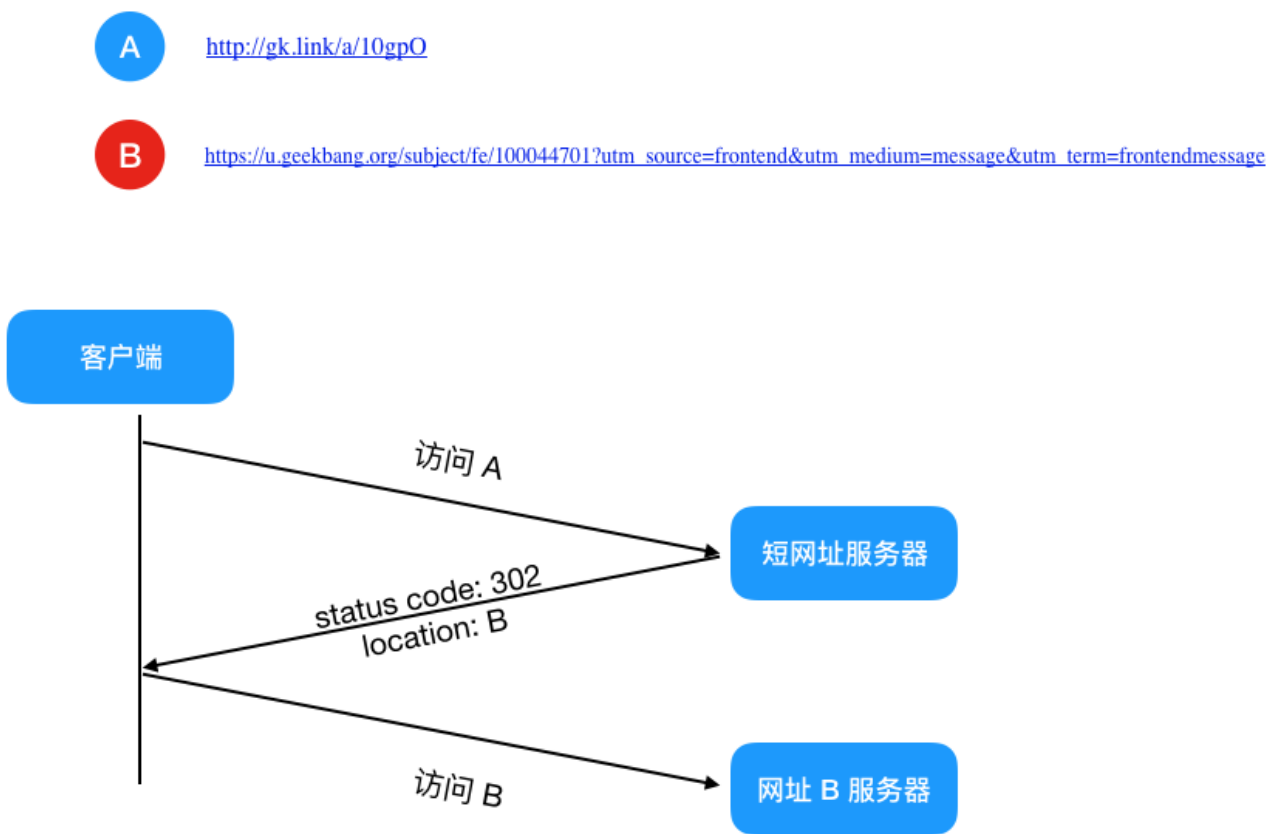 A
http://gk.link/a/10gpO
B
https://u.geekbang.org/subject/fe/100044701?utm_source=frontend&utm_medium=message&utm_term=frontendmessage
客户端
访问 A
短网址服务器
status code: 302
location: B
访问 B
网址 B 服务器